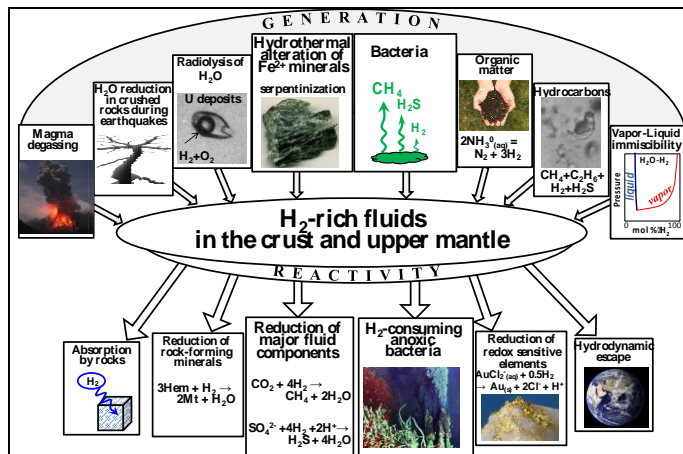 GENERATION
Magma
degassing
H₂O reduction
in crushed
rocks during
earthquakes
Radiolysis of
H₂O
U deposits
H₂+O₂
Hydrothermal
alteration of
Fe²⁺ minerals
serpentinization
Bacteria
CH₄
H₂S
H₂
Organic
matter
2NH₃⁰(aq) =
N₂ + 3H₂
Hydrocarbons
CH₄+C₂H₆+
H₂+H₂S
Vapor-Liquid
immiscibility
H₂O-H₂
Pressure
liquid
vapor
0 100
mol % H₂
H₂-rich fluids
in the crust and upper mantle
REACTIVITY
Absorption
by rocks
H₂
Reduction of
rock-forming
minerals
3Hem + H₂→
2Mt + H₂O
Reduction of
major fluid
components
CO₂ + 4H₂→
CH₄ + 2H₂O
SO₄²⁻ +4H₂ +2H⁺→
H₂S + 4H₂O
H₂-consuming
anoxic
bacteria
Reduction of
redox sensitive
elements
AuCl₂⁻(aq) + 0.5H₂
→ Au(s) + 2Cl⁻ + H⁺
Hydrodynamic
escape